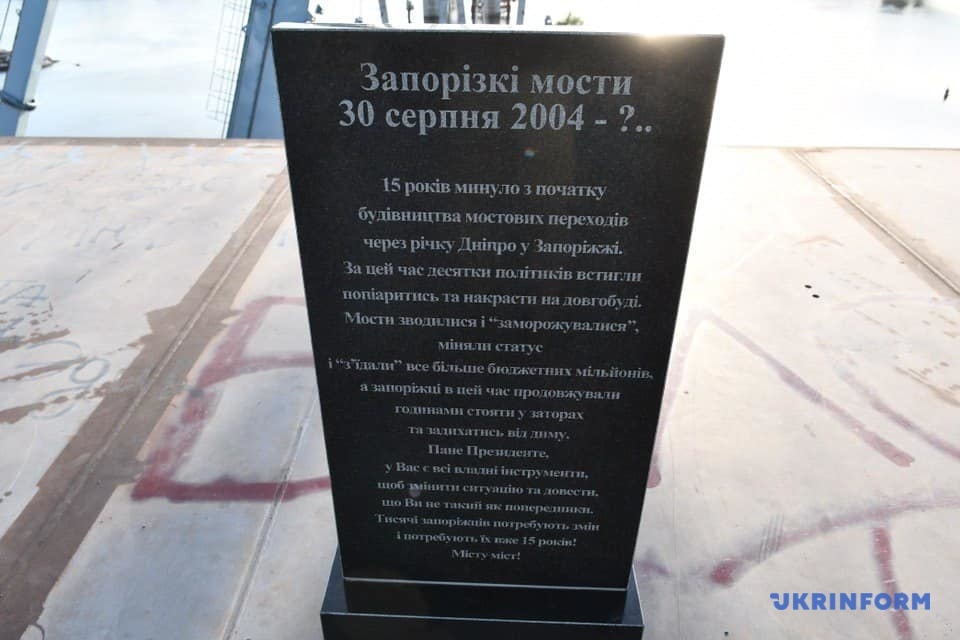 Запорізкі мости
30 серпня 2004 - ?..
15 років минуло з початку
будівництва мостових переходів
через річку Дніпро у Запоріжжі.
За цей час десятки політиків встигли
попіаритись та накрасти на довгобуді.
Мости зводилися і “заморожувалися”,
міняли статус
і “з’їдали” все більше бюджетних мільйонів,
а запоріжці в цей час продовжували
годинами стояти у заторах
та задихатись від диму.
Пане Президенте,
у Вас є всі владні інструменти,
щоб змінити ситуацію та довести,
що Ви не такий як попередники.
Тисячі запоріжців потребують змін
і потребують їх вже 15 років!
Місту міст!
UKRINFORM